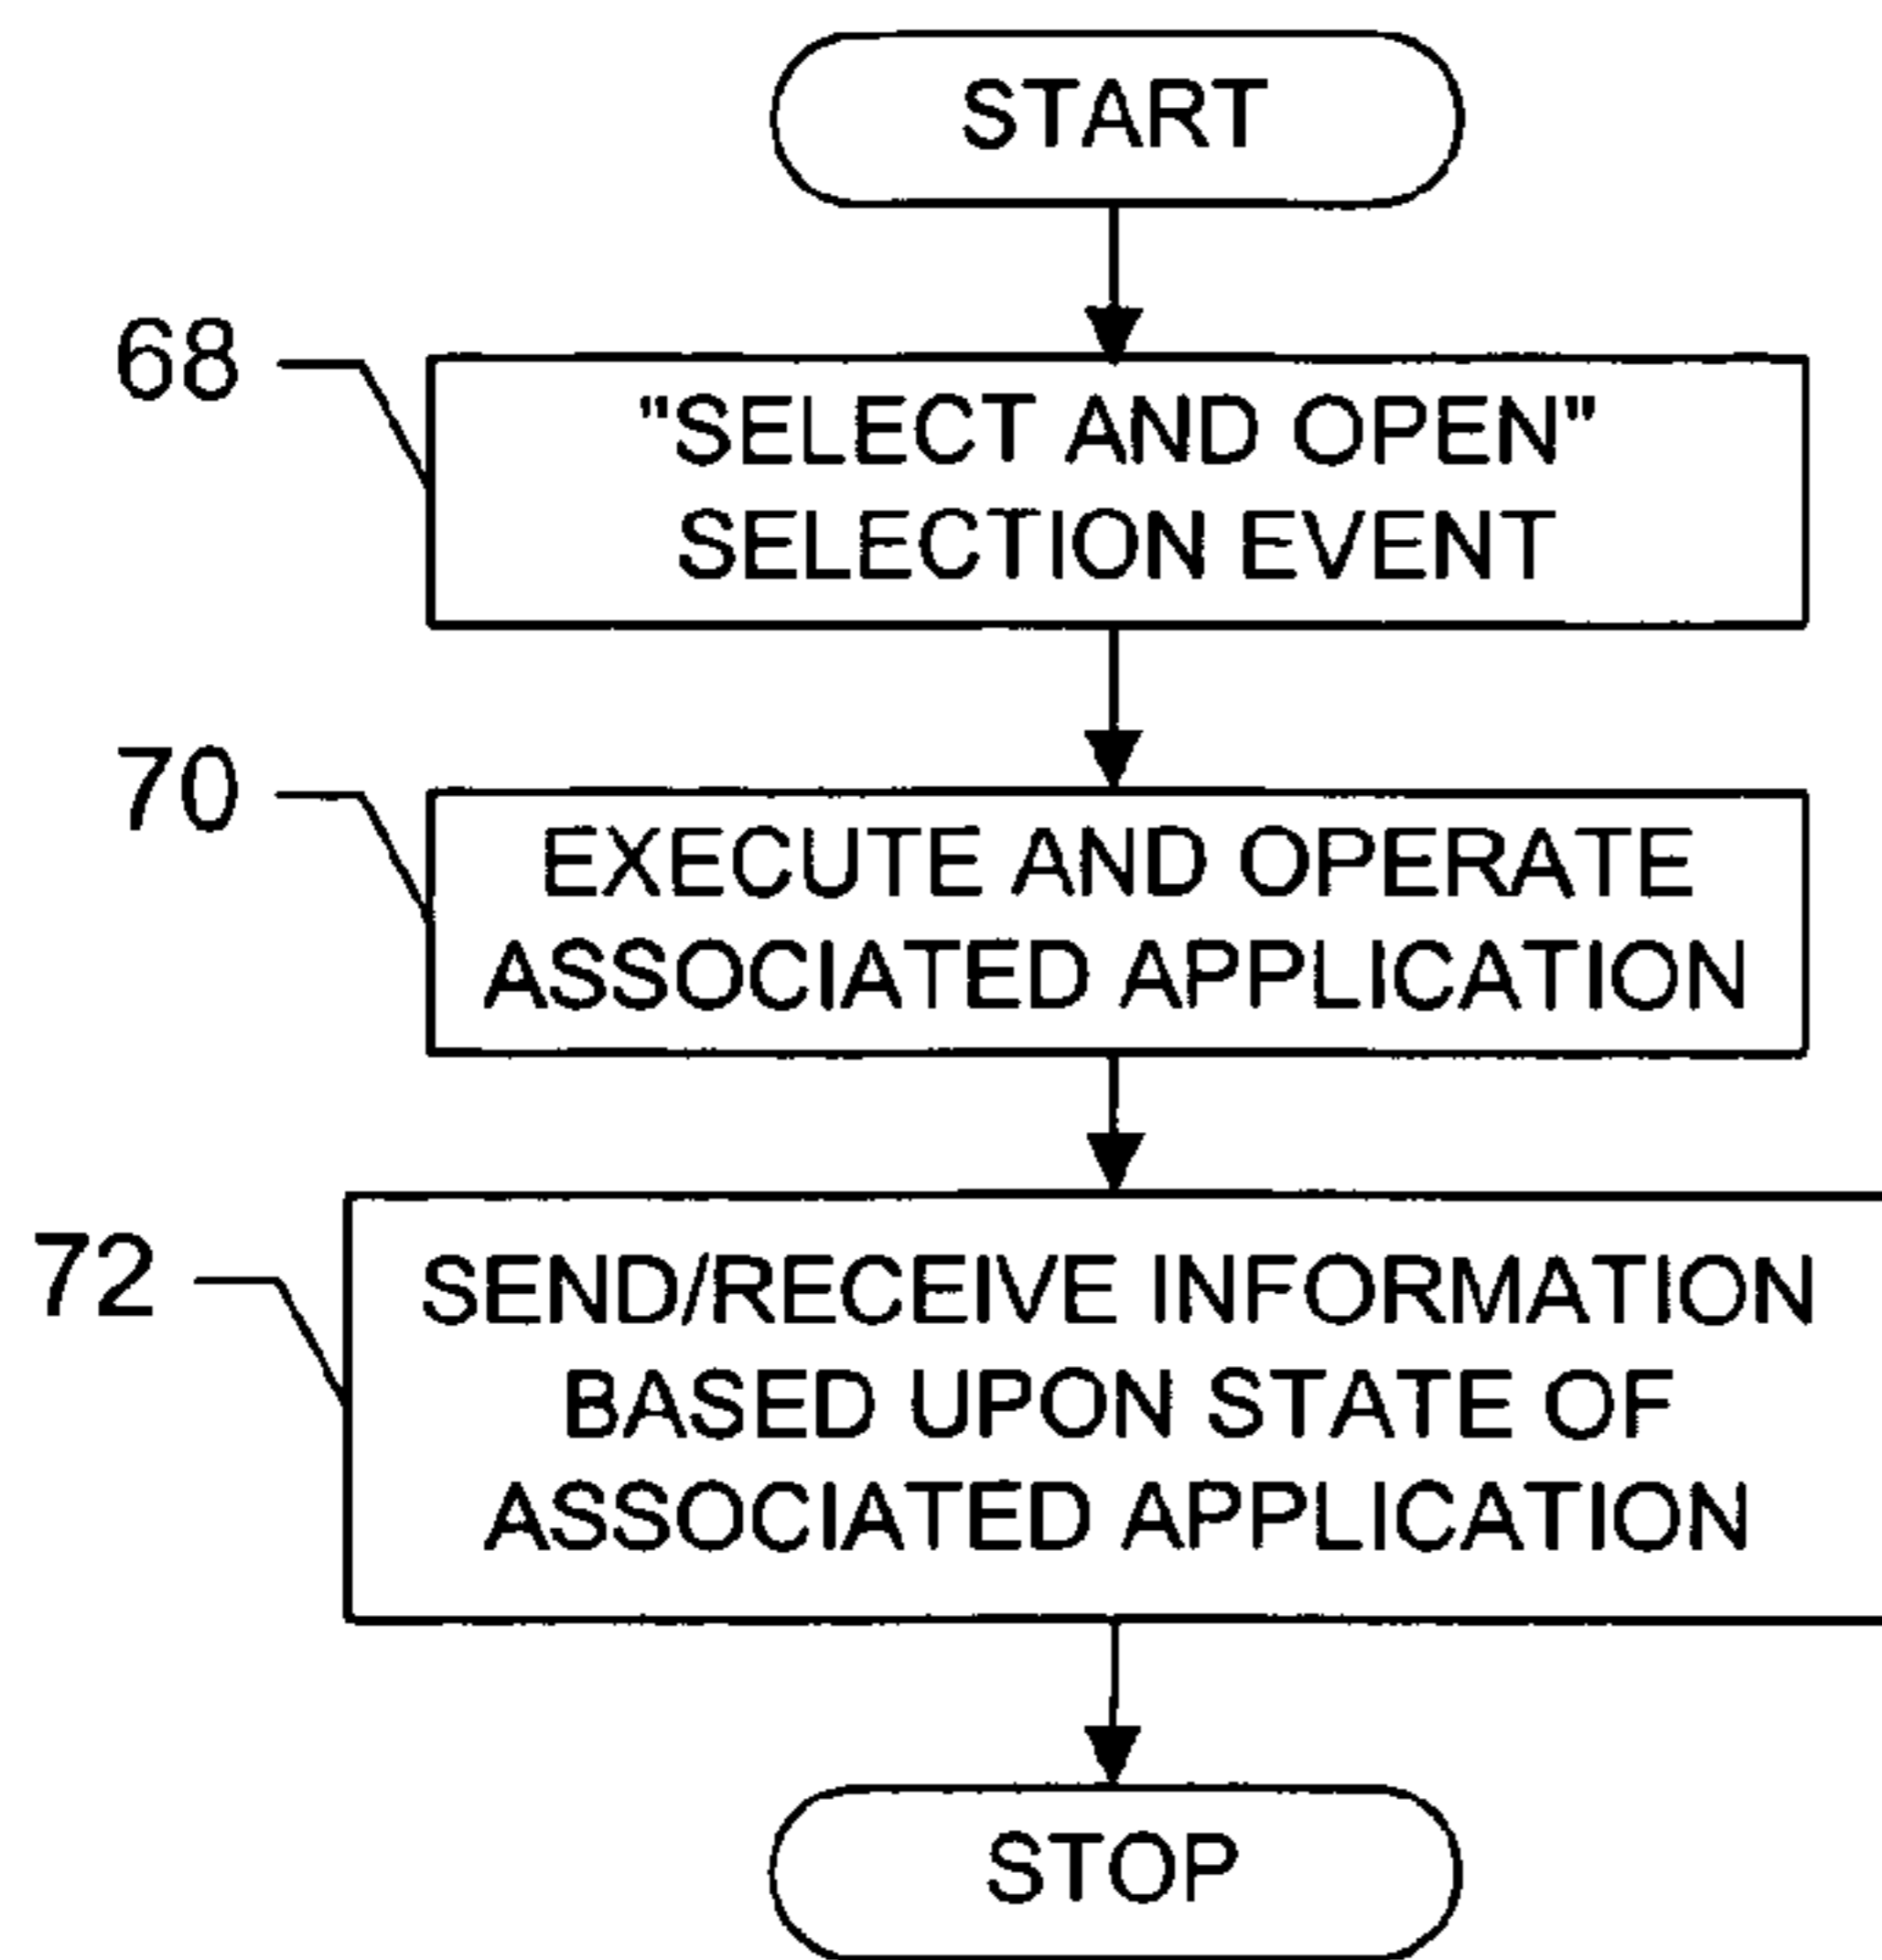 START
68
"SELECT AND OPEN"
SELECTION EVENT
70
EXECUTE AND OPERATE
ASSOCIATED APPLICATION
72
SEND/RECEIVE INFORMATION
BASED UPON STATE OF
ASSOCIATED APPLICATION
STOP